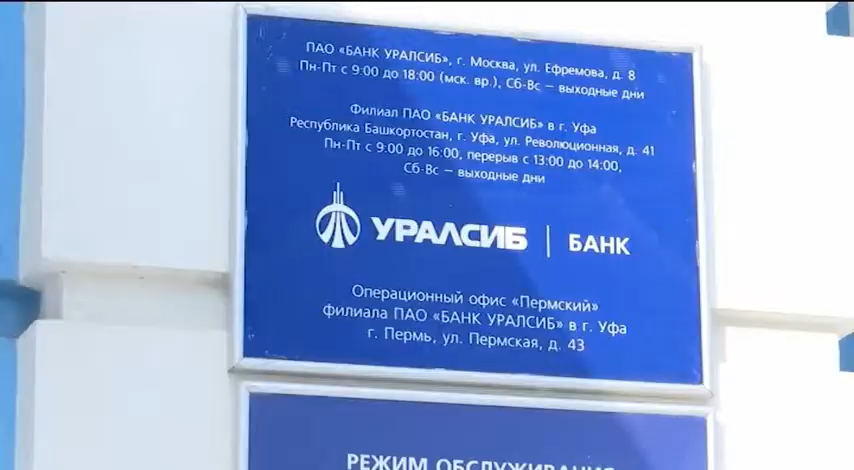 ПАО «БАНК УРАЛСИБ», г. Москва, ул. Ефремова, д. 8
Пн-Пт с 9:00 до 18:00 (мск. вр.), Сб-Вс – выходные дни
Филиал ПАО «БАНК УРАЛСИБ» в г. Уфа
Республика Башкортостан, г. Уфа, ул. Революционная, д. 41
Пн-Пт с 9:00 до 16:00, перерыв с 13:00 до 14:00,
Сб-Вс – выходные дни
УРАЛСИБ | БАНК
Операционный офис «Пермский»
филиала ПАО «БАНК УРАЛСИБ» в г. Уфа
г. Пермь, ул. Пермская, д. 43
РЕЖИМ ОБСЛУЖИВАНИЯ